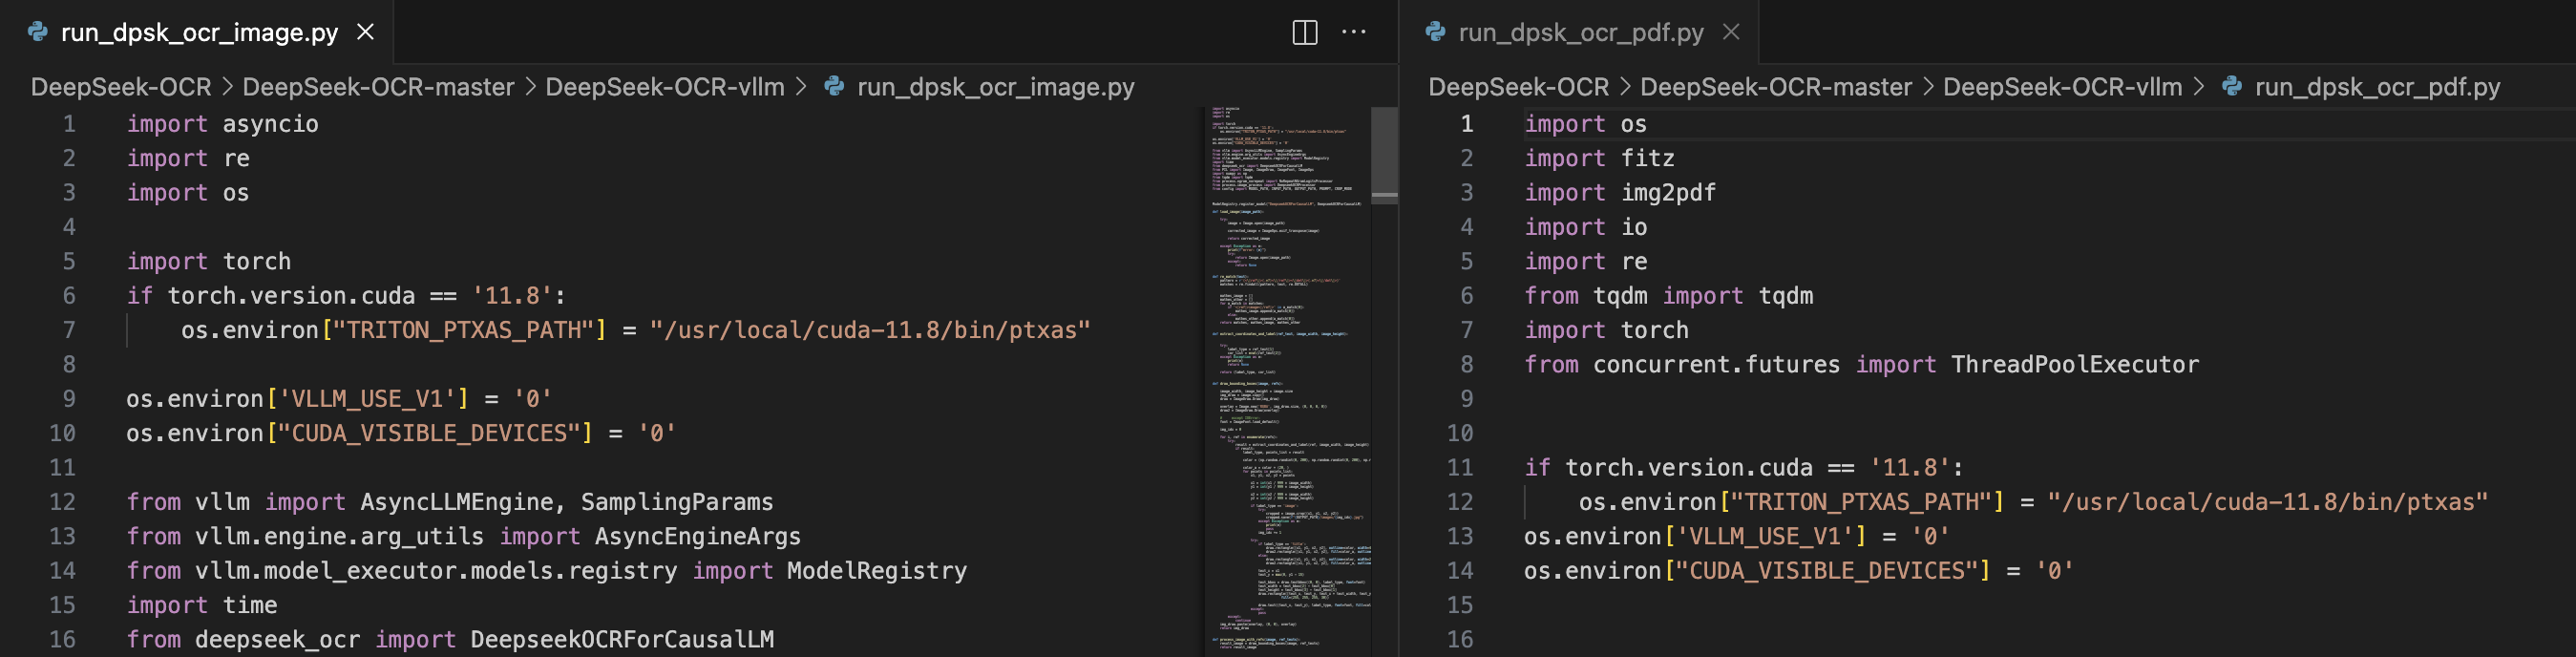 run_dpsk_ocr_image.py
DeepSeek-OCR > DeepSeek-OCR-master > DeepSeek-OCR-vllm > run_dpsk_ocr_image.py
1 import asyncio
2 import re
3 import os
4
5 import torch
6 if torch.version.cuda == '11.8':
7     os.environ["TRITON_PTXAS_PATH"] = "/usr/local/cuda-11.8/bin/ptxas"
8
9 os.environ['VLLM_USE_V1'] = '0'
10 os.environ["CUDA_VISIBLE_DEVICES"] = '0'
11
12 from vllm import AsyncLLMEngine, SamplingParams
13 from vllm.engine.arg_utils import AsyncEngineArgs
14 from vllm.model_executor.models.registry import ModelRegistry
15 import time
16 from deepseek_ocr import DeepseekOCRForCausalLM
run_dpsk_ocr_pdf.py
DeepSeek-OCR > DeepSeek-OCR-master > DeepSeek-OCR-vllm > run_dpsk_ocr_pdf.py
1 import os
2 import fitz
3 import img2pdf
4 import io
5 import re
6 from tqdm import tqdm
7 import torch
8 from concurrent.futures import ThreadPoolExecutor
9
10
11 if torch.version.cuda == '11.8':
12     os.environ["TRITON_PTXAS_PATH"] = "/usr/local/cuda-11.8/bin/ptxas"
13 os.environ['VLLM_USE_V1'] = '0'
14 os.environ["CUDA_VISIBLE_DEVICES"] = '0'
15
16